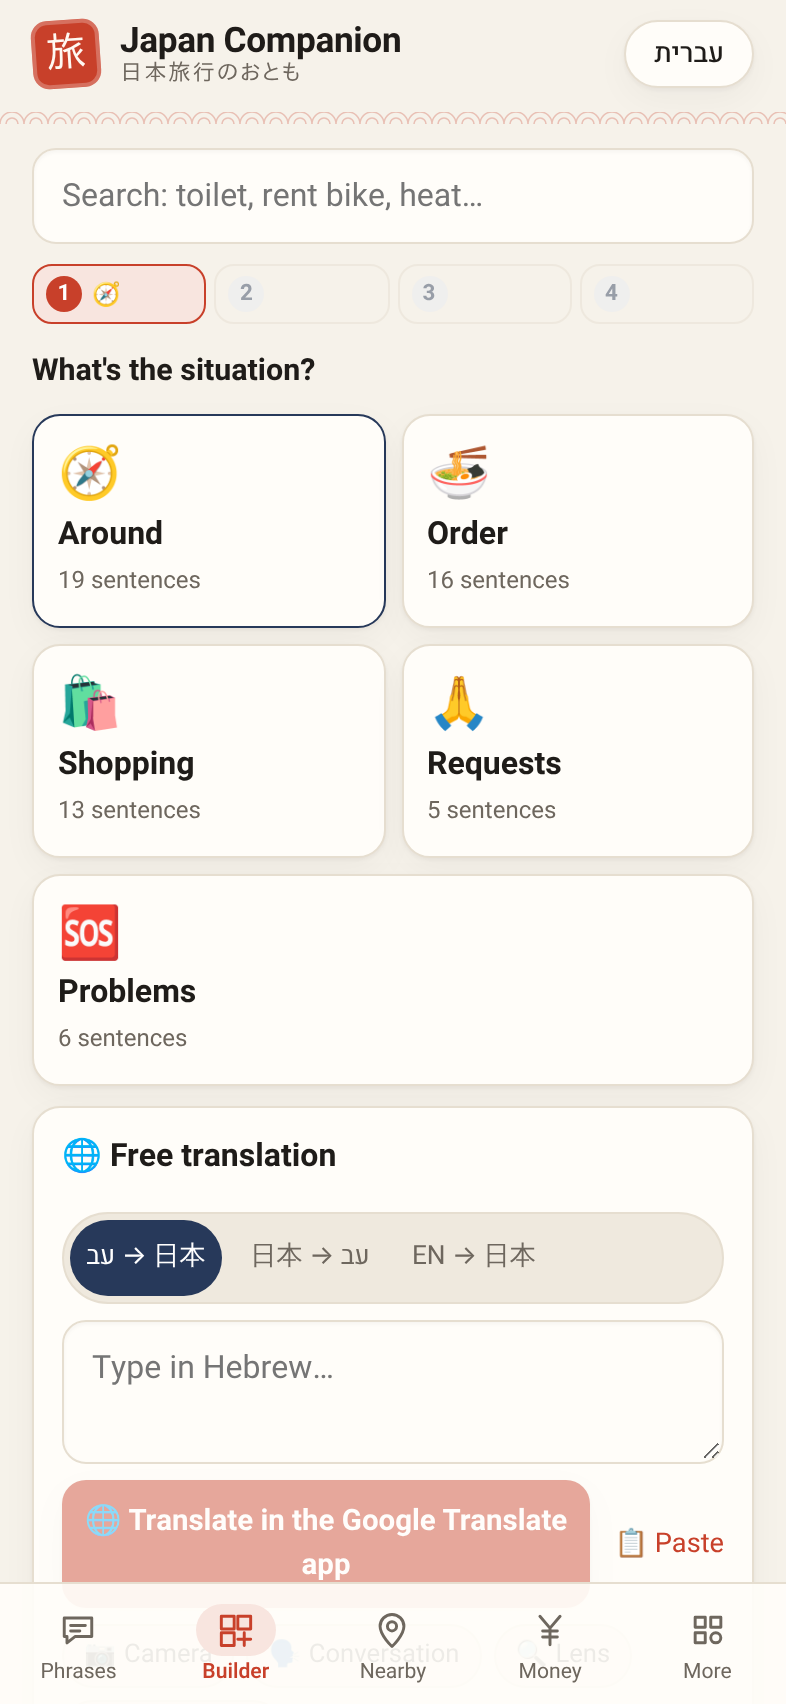 旅
Japan Companion
日本旅行のおとも
עברית
Search: toilet, rent bike, heat…
1
2
3
4
What's the situation?
Around
19 sentences
Order
16 sentences
Shopping
13 sentences
Requests
5 sentences
SOS
Problems
6 sentences
Free translation
עב → 日本
日本 → עב
EN → 日本
Type in Hebrew…
Translate in the Google Translate
app
Paste
Camera
Conversation
Lens
Phrases
Builder
Nearby
Money
More